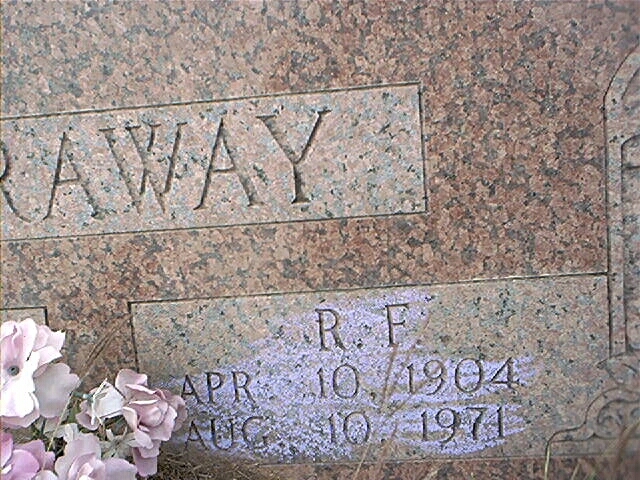 RAWAY
R. F.
APR. 10, 1904
AUG. 10, 1971